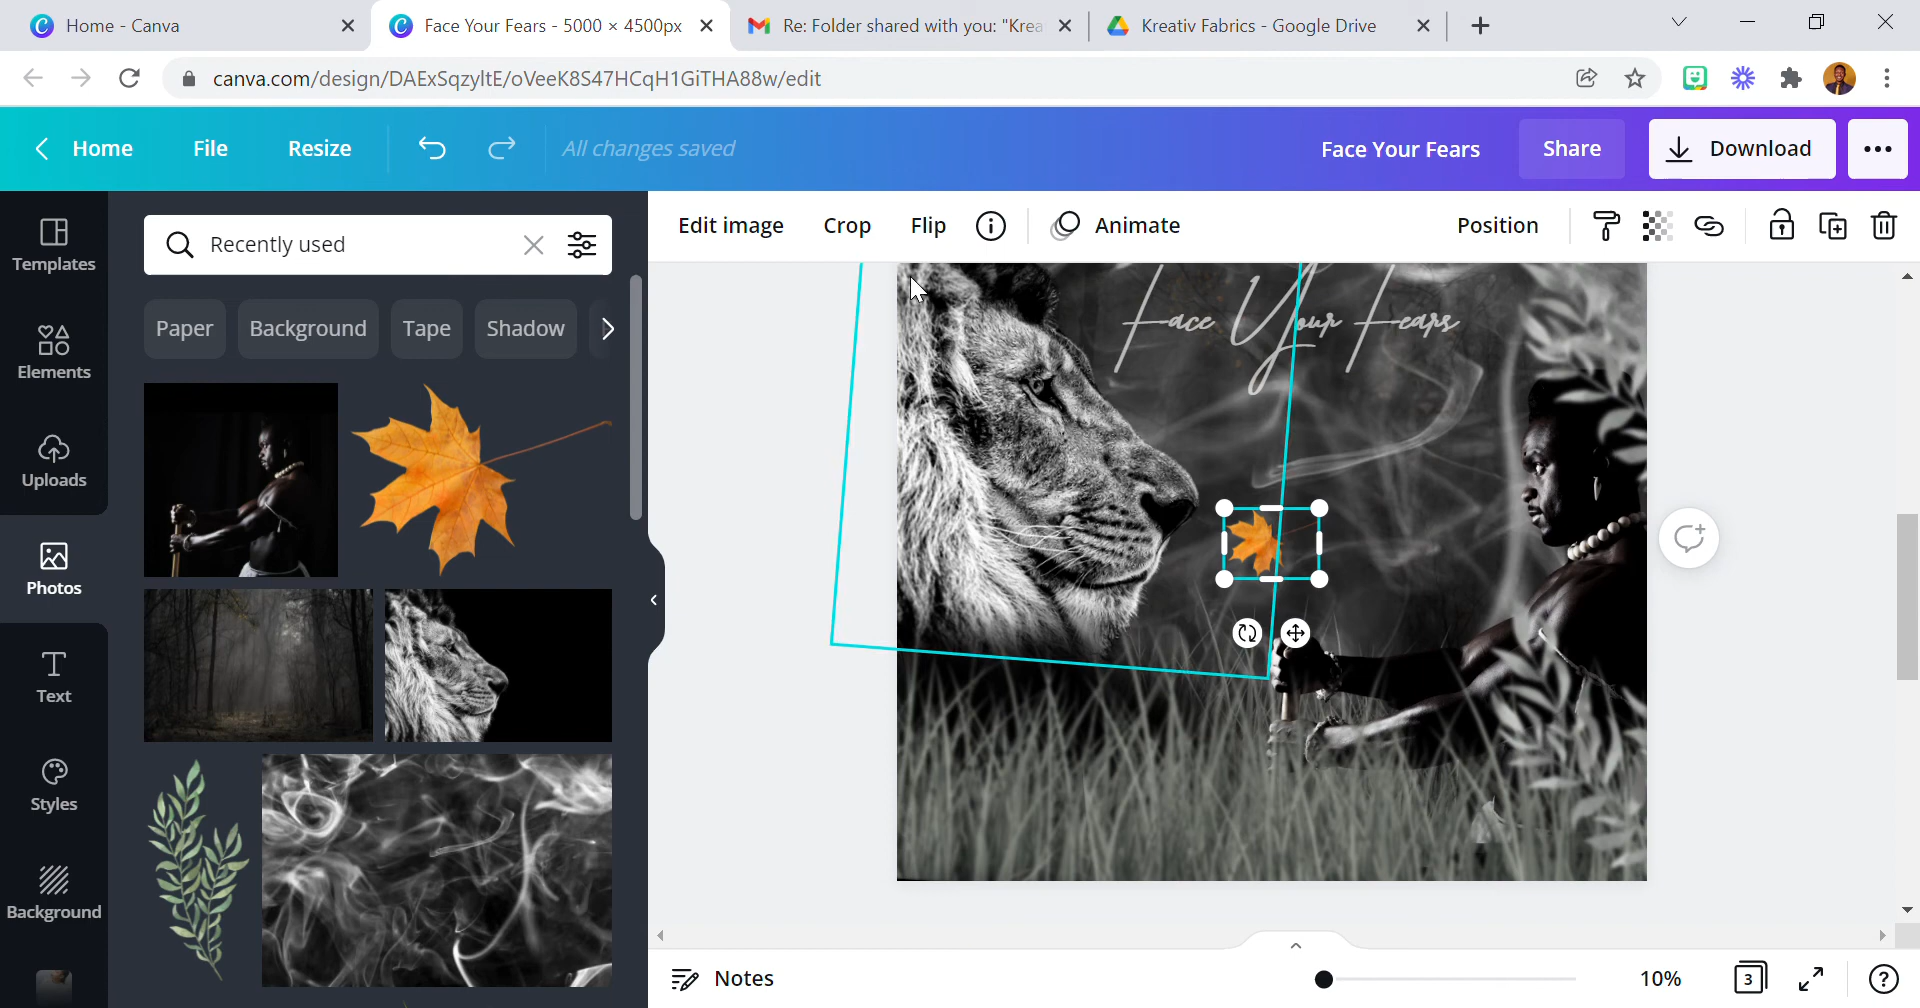 Home - Canva
Face Your Fears - 5000 × 4500px
Re: Folder shared with you: "Krea
Kreativ Fabrics - Google Drive
canva.com/design/DAExSqzyltE/oVeeK8S47HCqH1GiTHA88w/edit
Home
File
Resize
All changes saved
Face Your Fears
Share
Download
Templates
Elements
Uploads
Photos
Text
Styles
Background
Recently used
Paper
Background
Tape
Shadow
Edit image
Crop
Flip
Animate
Position
Face Your Fears
Notes
10%
3